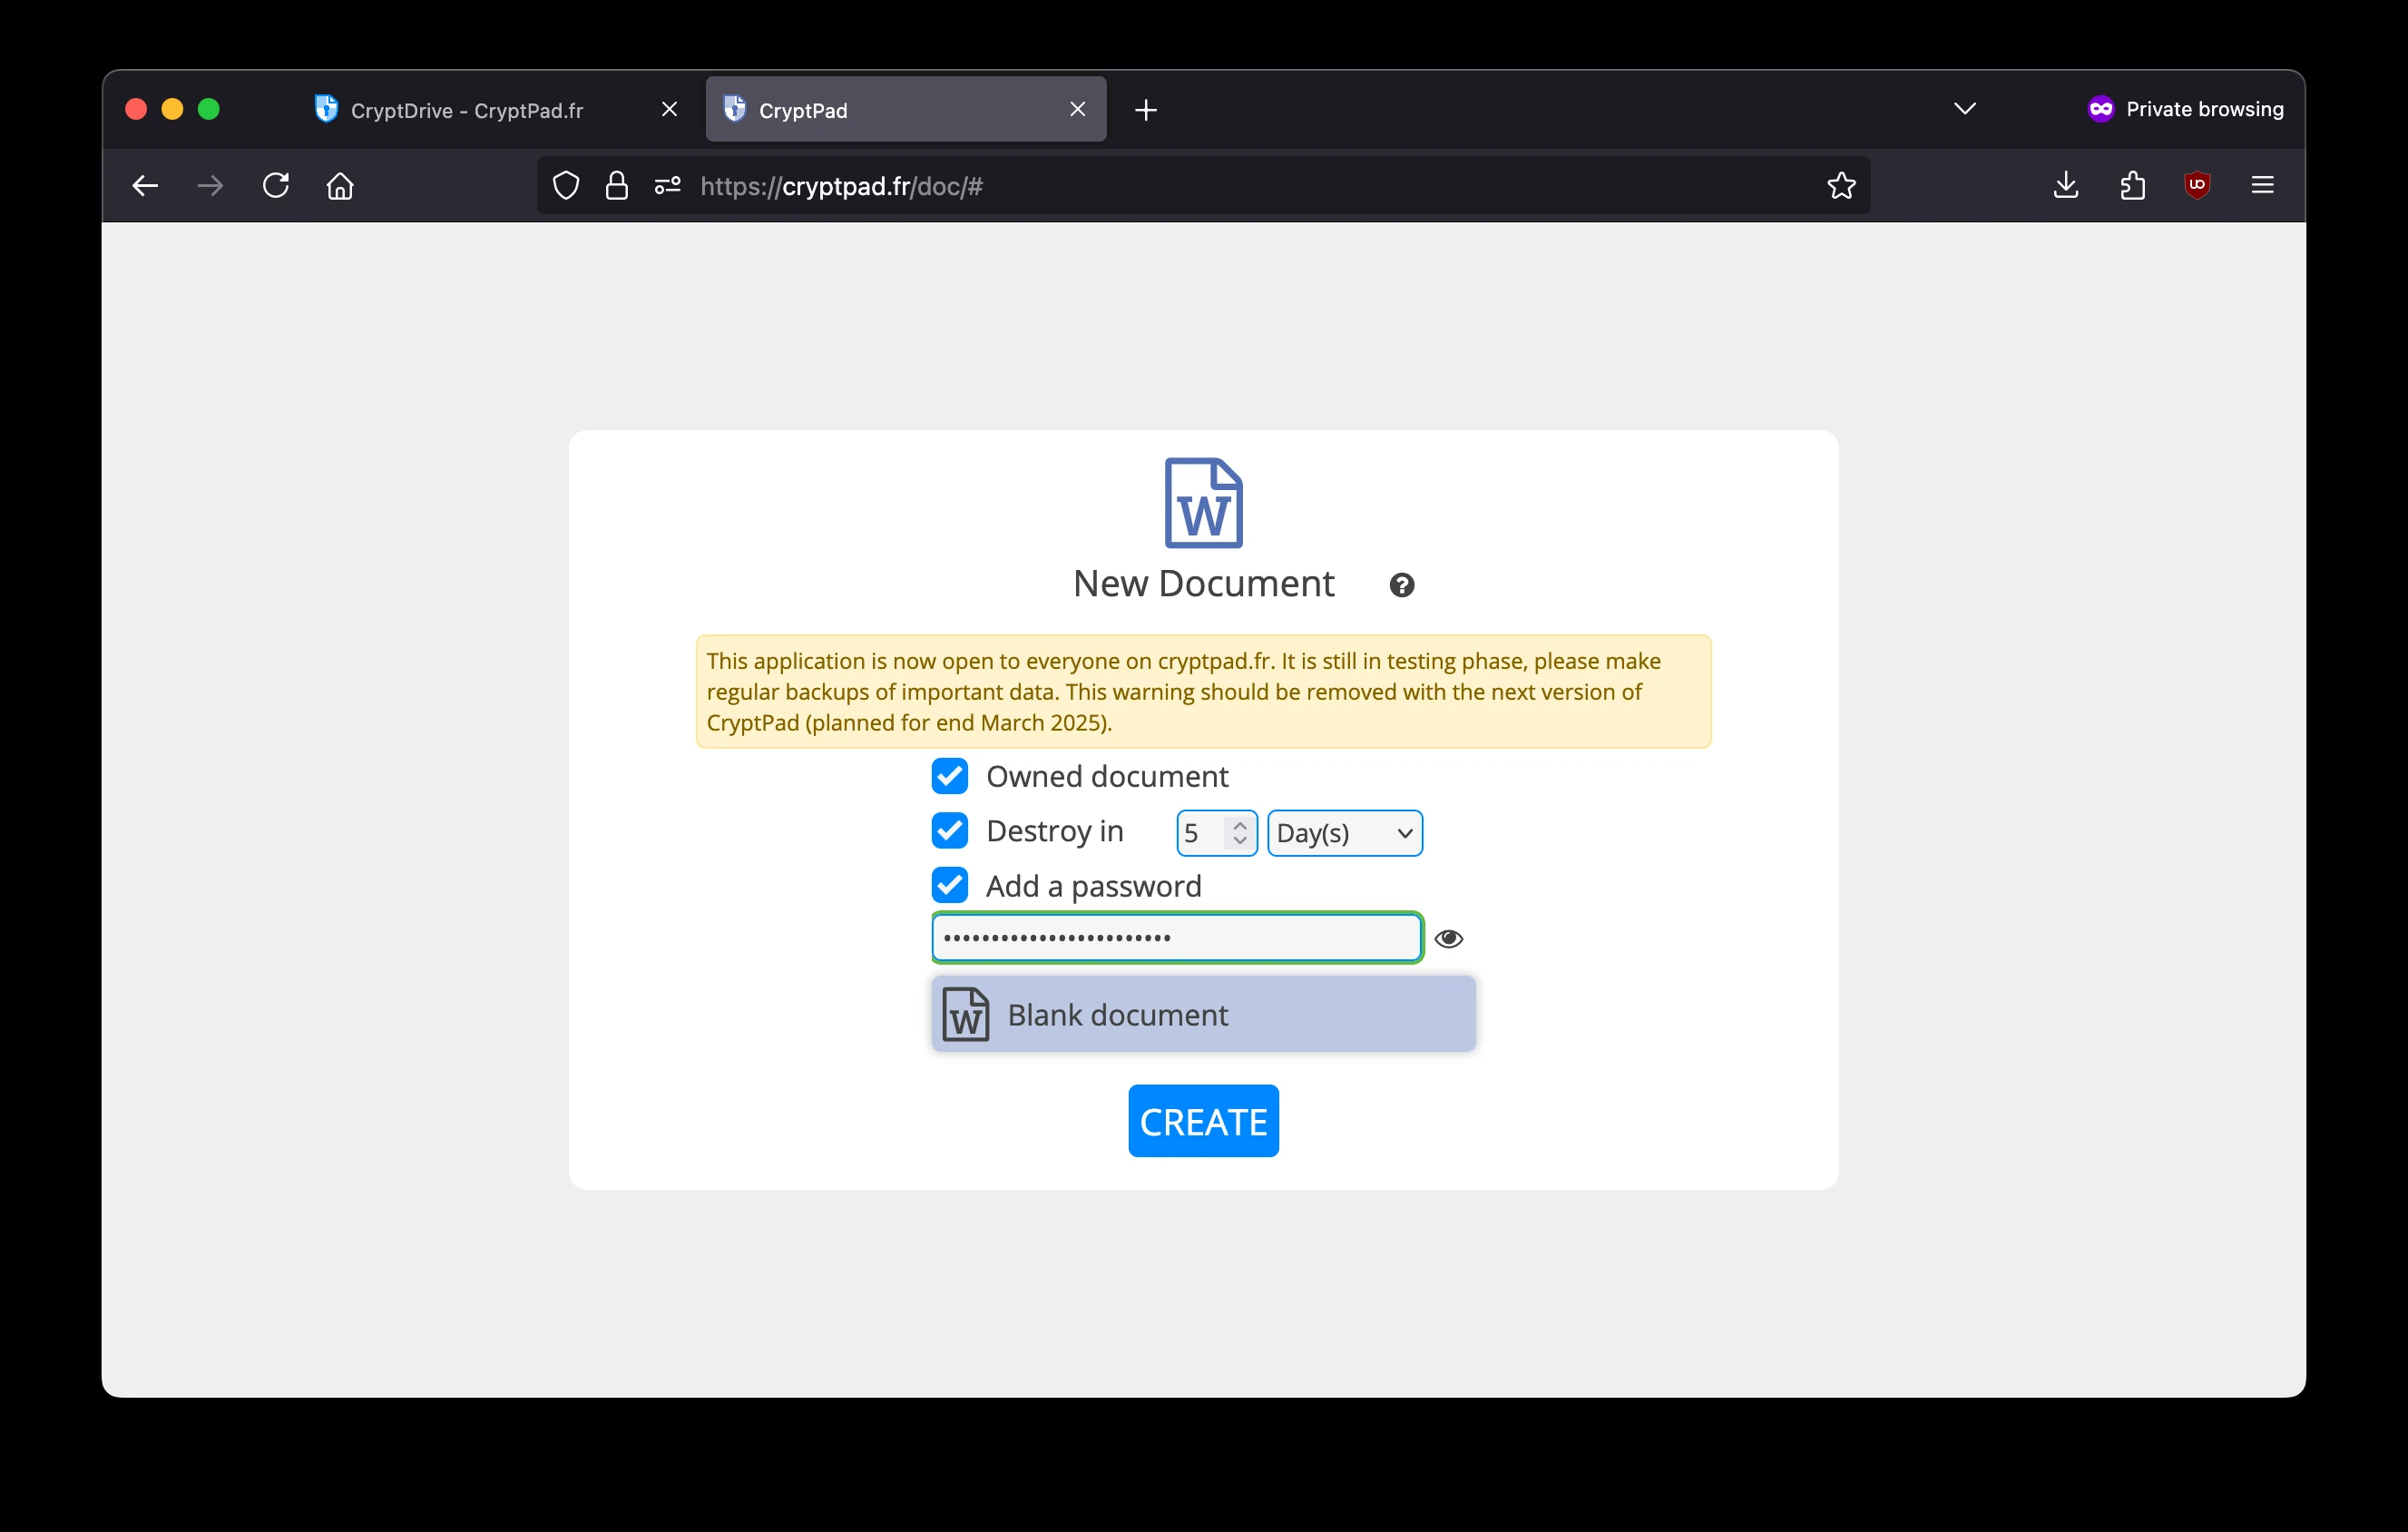 CryptDrive - CryptPad.fr
CryptPad
Private browsing
https://cryptpad.fr/doc/#
W
New Document
This application is now open to everyone on cryptpad.fr. It is still in testing phase, please make
regular backups of important data. This warning should be removed with the next version of
CryptPad (planned for end March 2025).
Owned document
Destroy in 5 Day(s)
Add a password
•••••••••••••••••••••••
W Blank document
CREATE